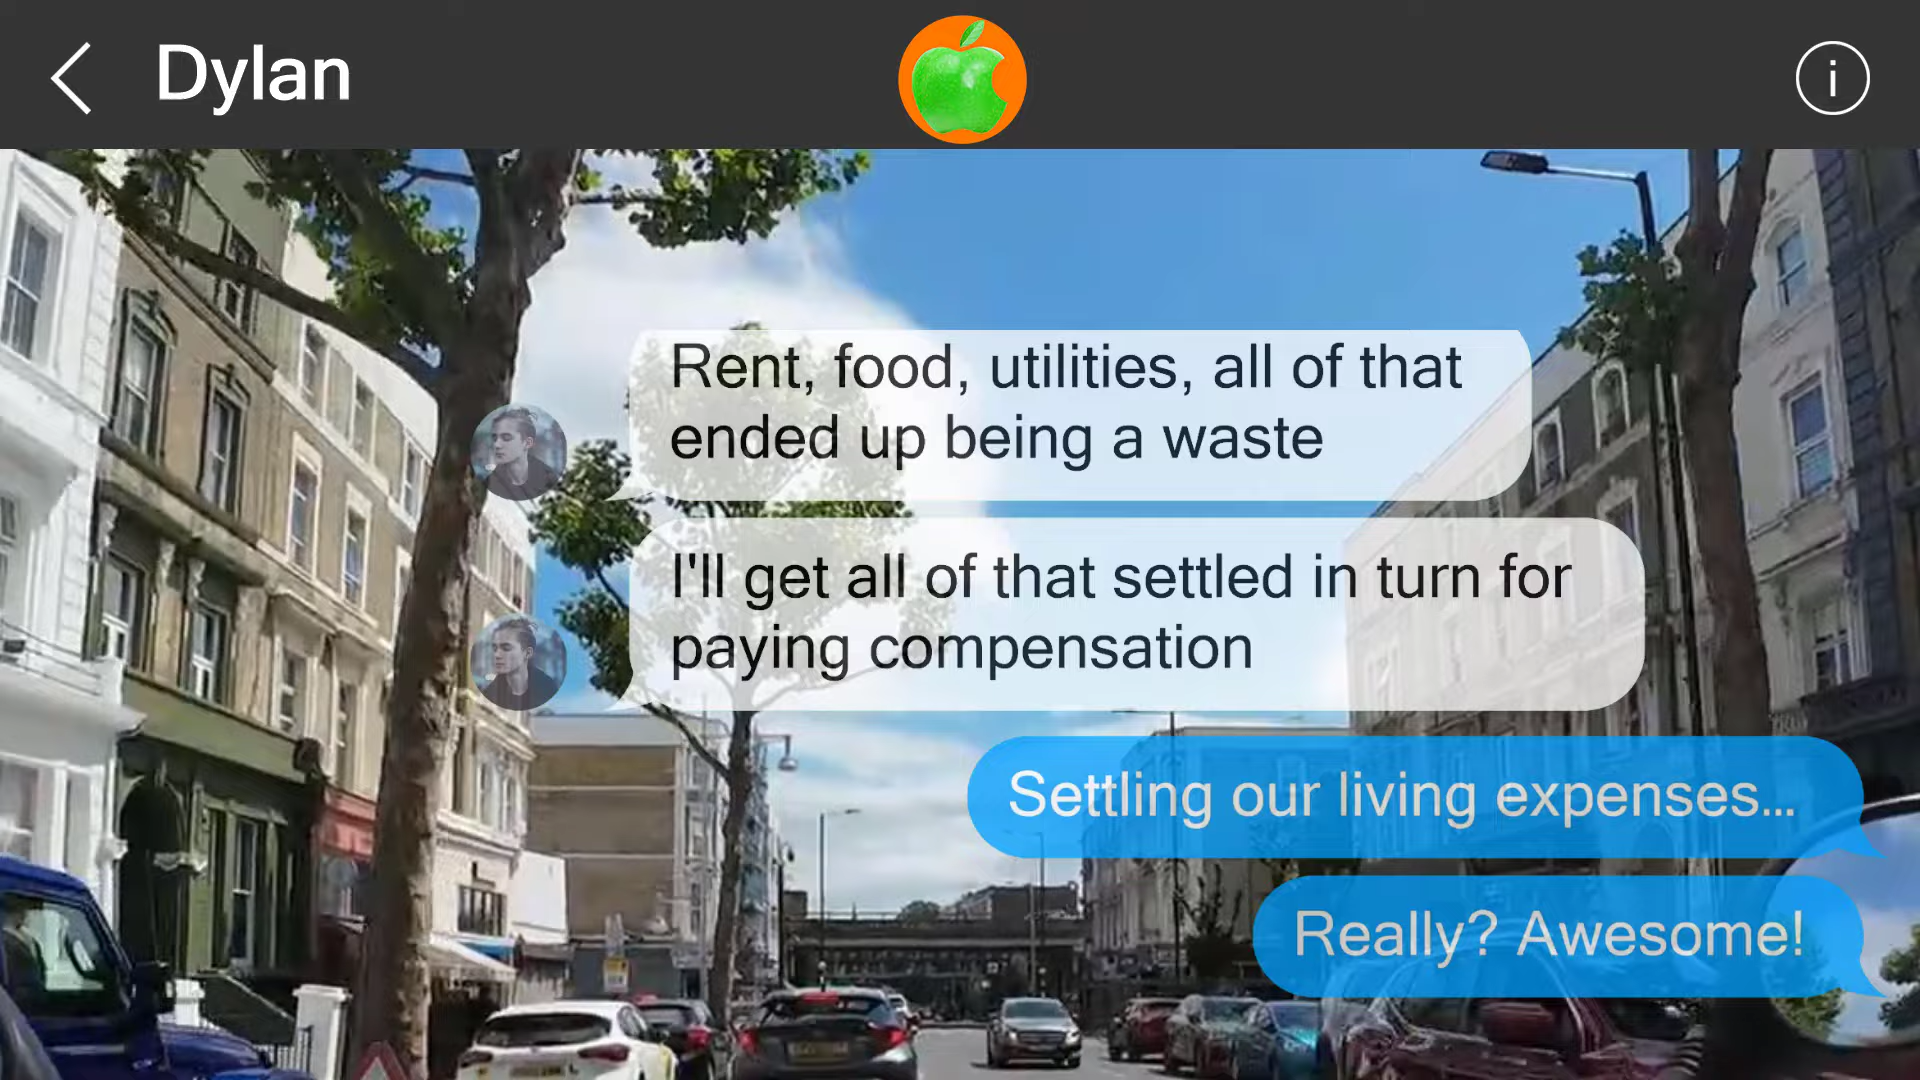 Dylan
i
Rent, food, utilities, all of that
ended up being a waste
I'll get all of that settled in turn for
paying compensation
Settling our living expenses...
Really? Awesome!